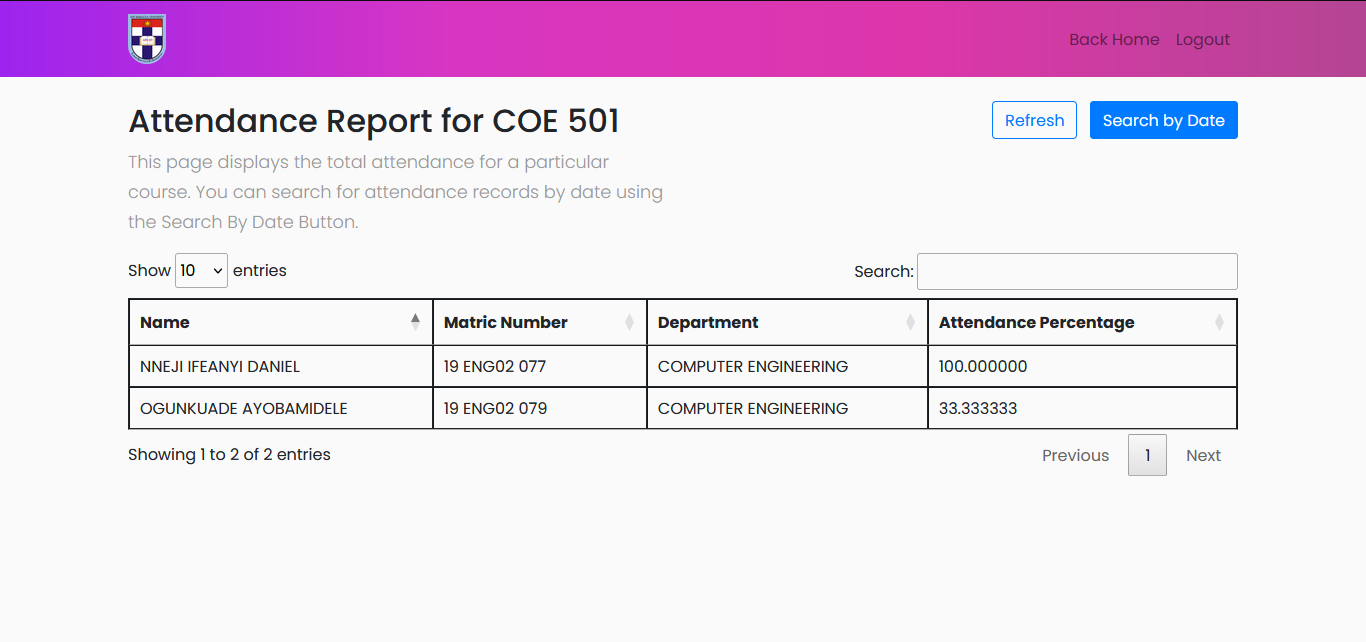 Back Home Logout
Attendance Report for COE 501
Refresh Search by Date
This page displays the total attendance for a particular
course. You can search for attendance records by date using
the Search By Date Button.
Show 10 entries Search:
Name Matric Number Department Attendance Percentage
NNEJI IFEANYI DANIEL 19 ENG02 077 COMPUTER ENGINEERING 100.000000
OGUNKUADE AYOBAMIDELE 19 ENG02 079 COMPUTER ENGINEERING 33.333333
Showing 1 to 2 of 2 entries Previous 1 Next